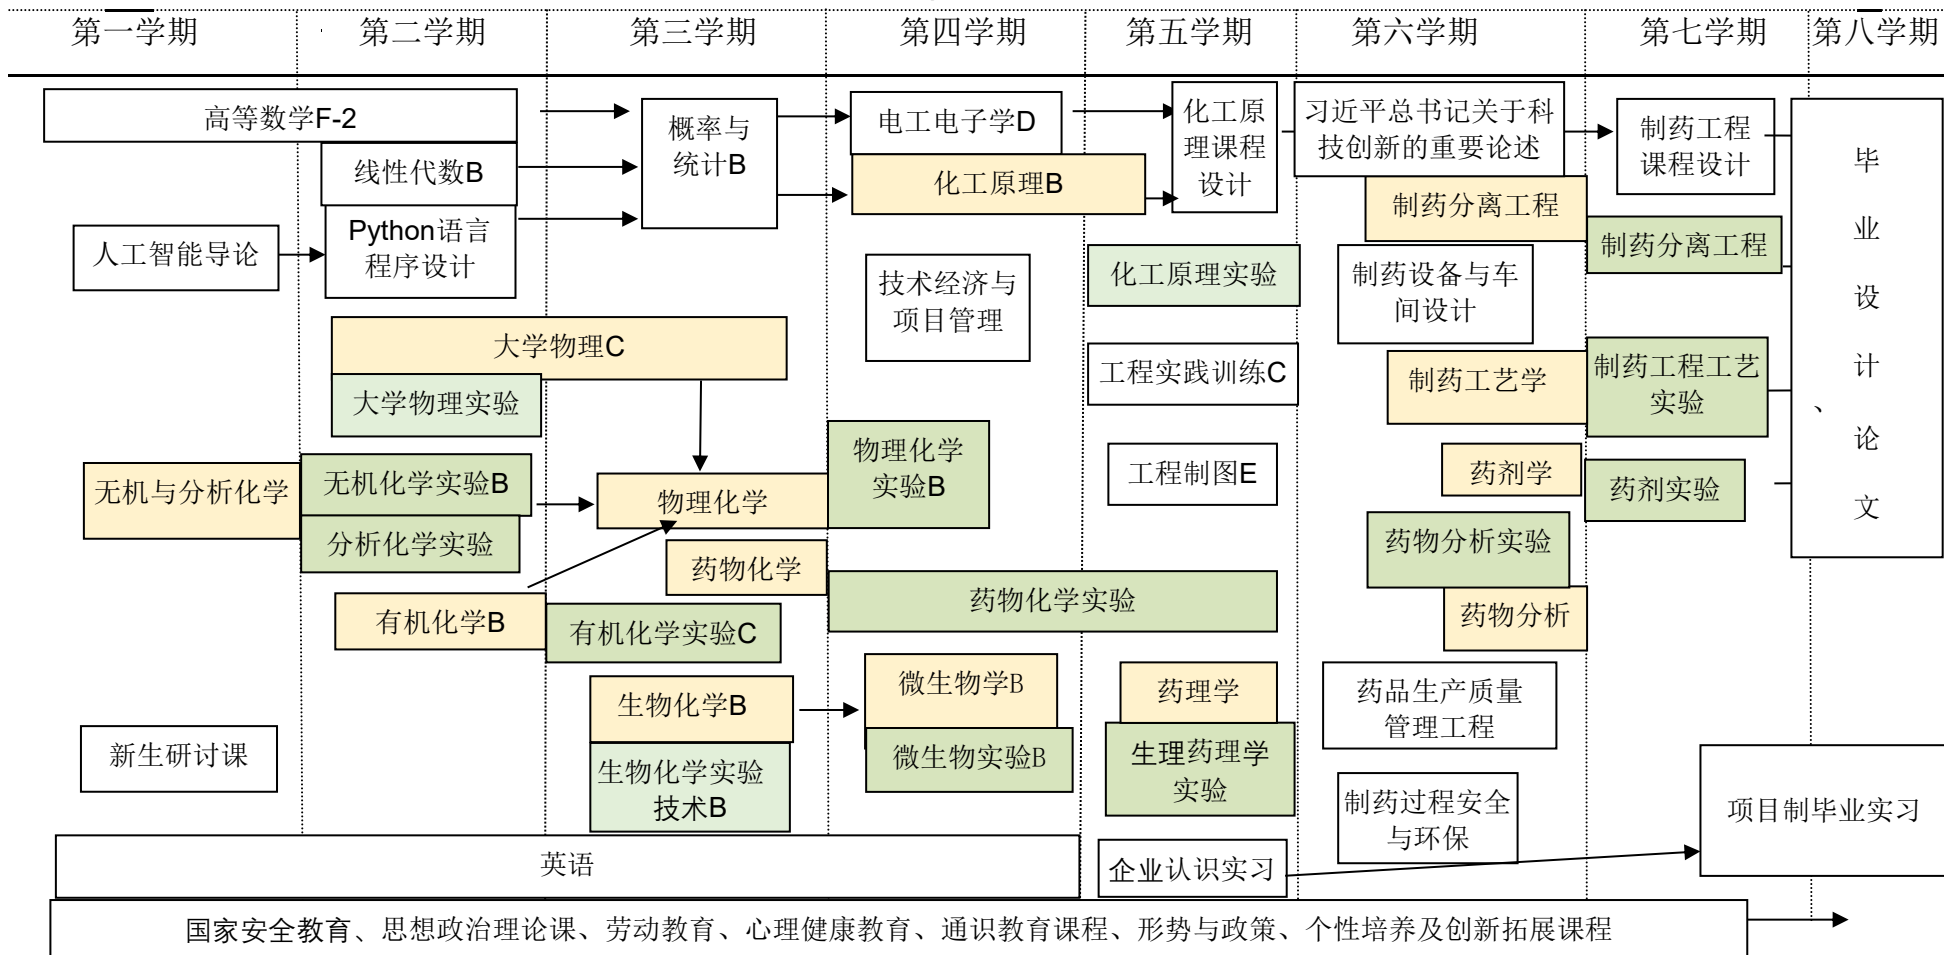 第一学期
第二学期
第三学期
第四学期
第五学期
第六学期
第七学期
第八学期
高等数学F-2
线性代数B
Python语言
程序设计
人工智能导论
概率与
统计B
电工电子学D
化工原理B
化工原
理课程
设计
习近平总书记关于科
技创新的重要论述
制药工程
课程设计
毕
业
设
计
、
论
文
制药分离工程
制药分离工程
技术经济与
项目管理
化工原理实验
制药设备与车
间设计
大学物理C
大学物理实验
工程实践训练C
制药工艺学
制药工程工艺
实验
无机与分析化学
无机化学实验B
分析化学实验
物理化学
物理化学
实验B
工程制图E
药剂学
药剂实验
药物化学
药物化学实验
药物分析实验
药物分析
有机化学B
有机化学实验C
生物化学B
生物化学实验
技术B
微生物学B
微生物实验B
药理学
生理药理学
实验
药品生产质量
管理工程
新生研讨课
制药过程安全
与环保
项目制毕业实习
英语
企业认识实习
国家安全教育、思想政治理论课、劳动教育、心理健康教育、通识教育课程、形势与政策、个性培养及创新拓展课程